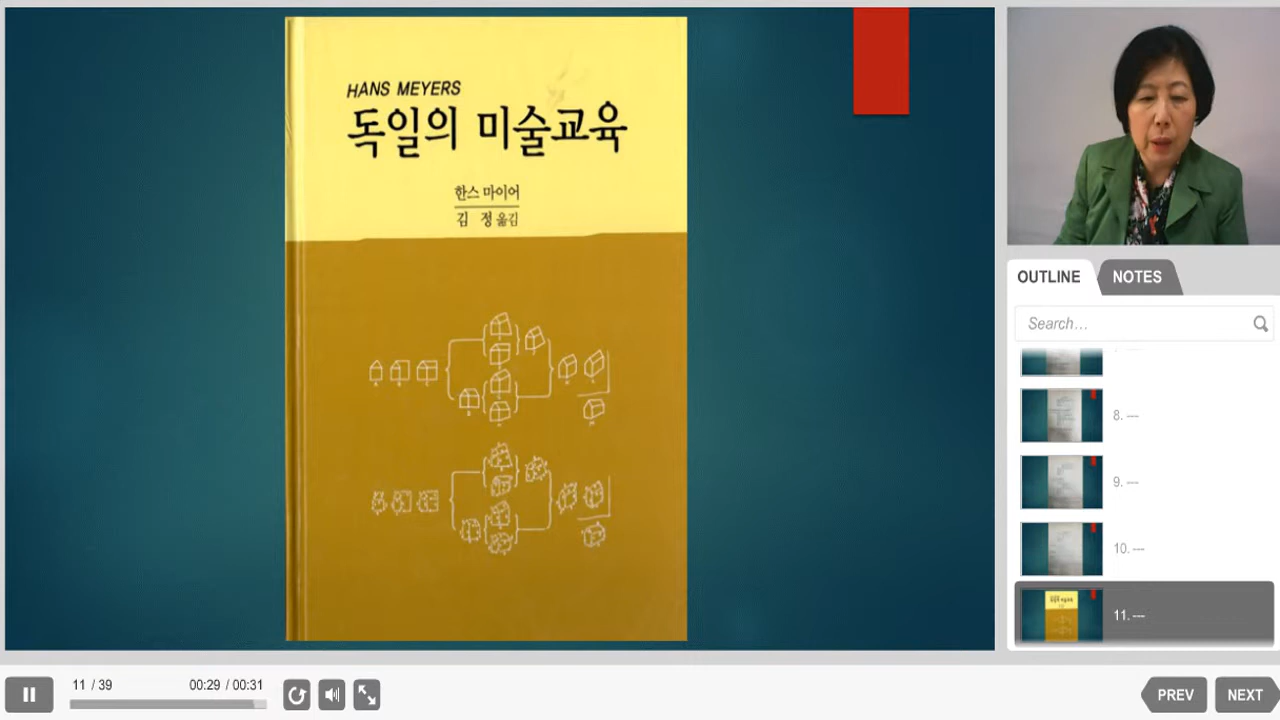 HANS MEYERS
독일의 미술교육
한스 마이어
김 정 옮김
OUTLINE
NOTES
Search...
8. ---
9. ---
10. ---
11. ---
11 / 39
00:29 / 00:31
PREV
NEXT